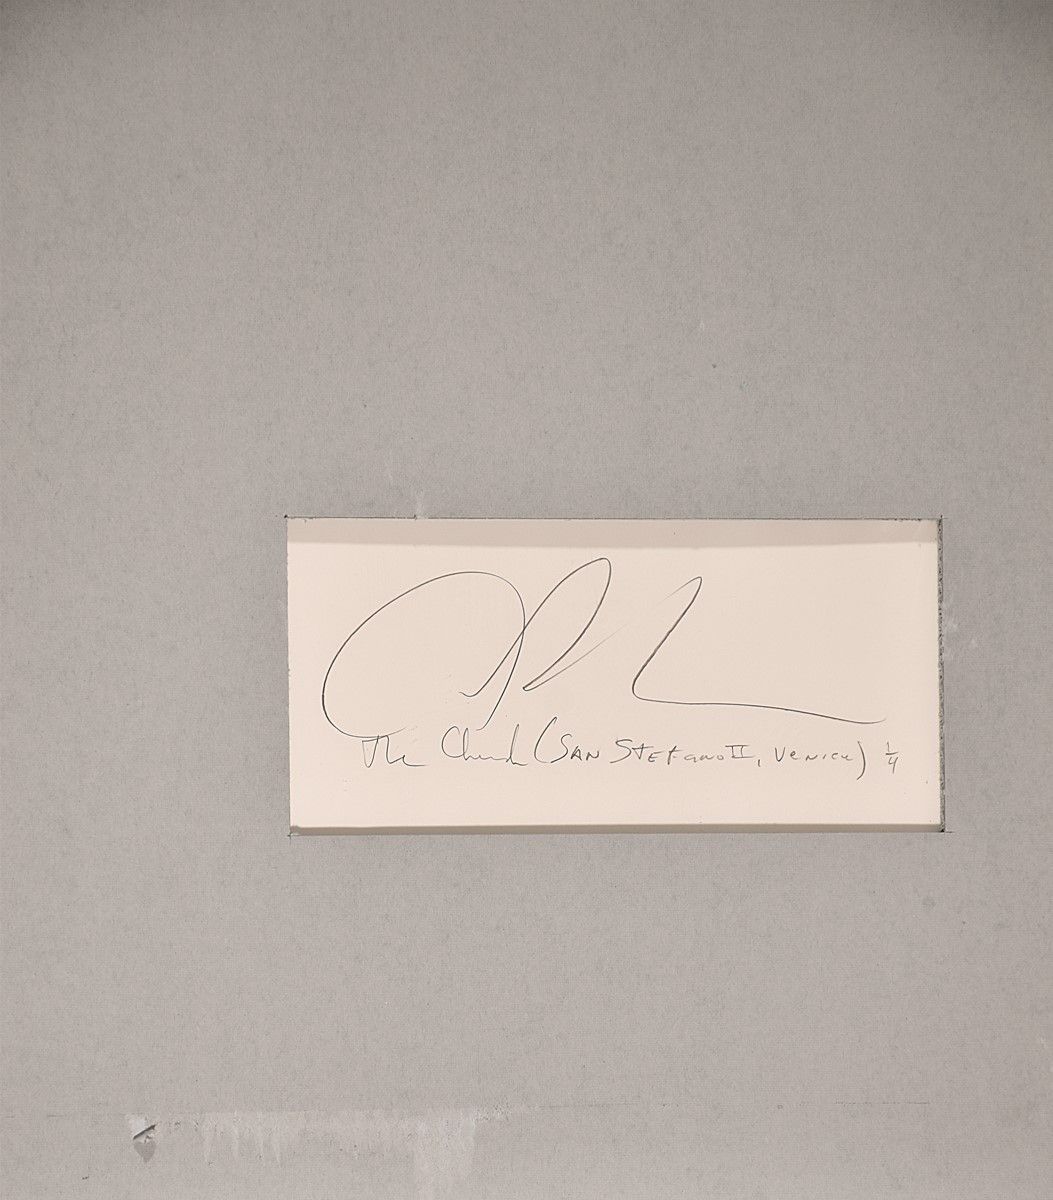 The Church (SAN STEFANO II, Venice) 1/4